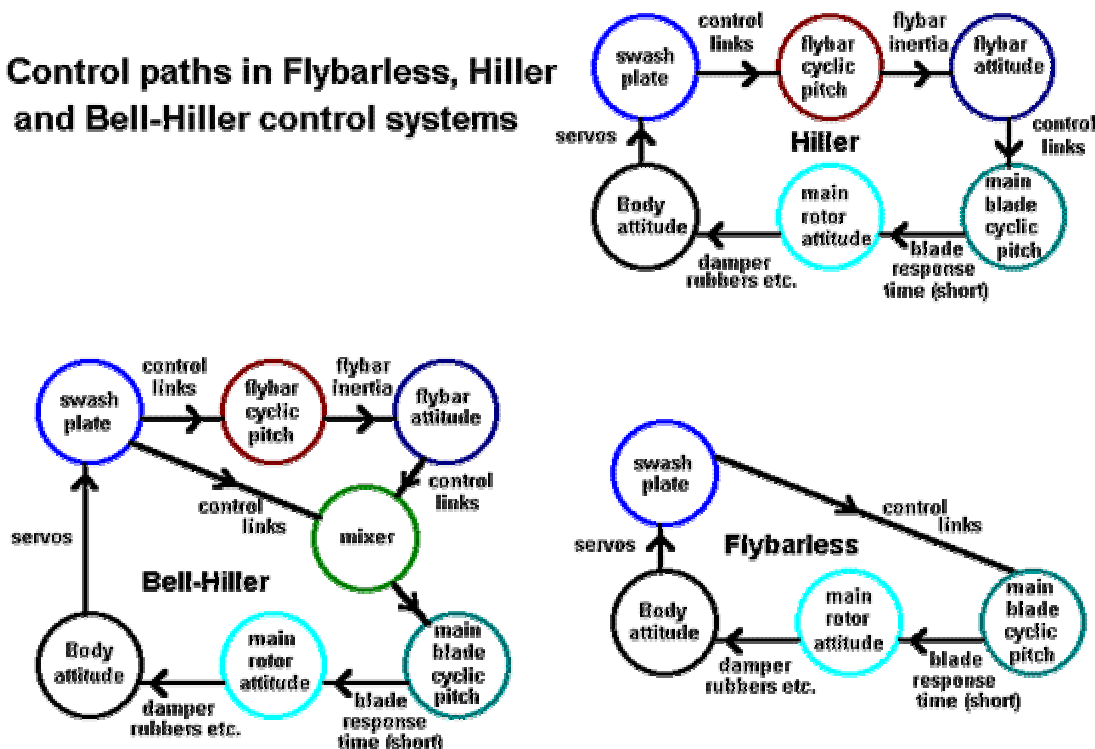 Control paths in Flybarless, Hiller
and Bell-Hiller control systems
swash
plate
control
links
flybar
cyclic
pitch
flybar
inertia
flybar
attitude
control
links
servos
Hiller
Body
attitude
main
rotor
attitude
main
blade
cyclic
pitch
damper
rubbers etc.
blade
response
time (short)
swash
plate
control
links
flybar
cyclic
pitch
flybar
inertia
flybar
attitude
control
links
control
links
mixer
servos
Bell-Hiller
Body
attitude
main
rotor
attitude
main
blade
cyclic
pitch
damper
rubbers etc.
blade
response
time (short)
swash
plate
control
links
servos
Flybarless
Body
attitude
main
rotor
attitude
main
blade
cyclic
pitch
damper
rubbers etc.
blade
response
time (short)